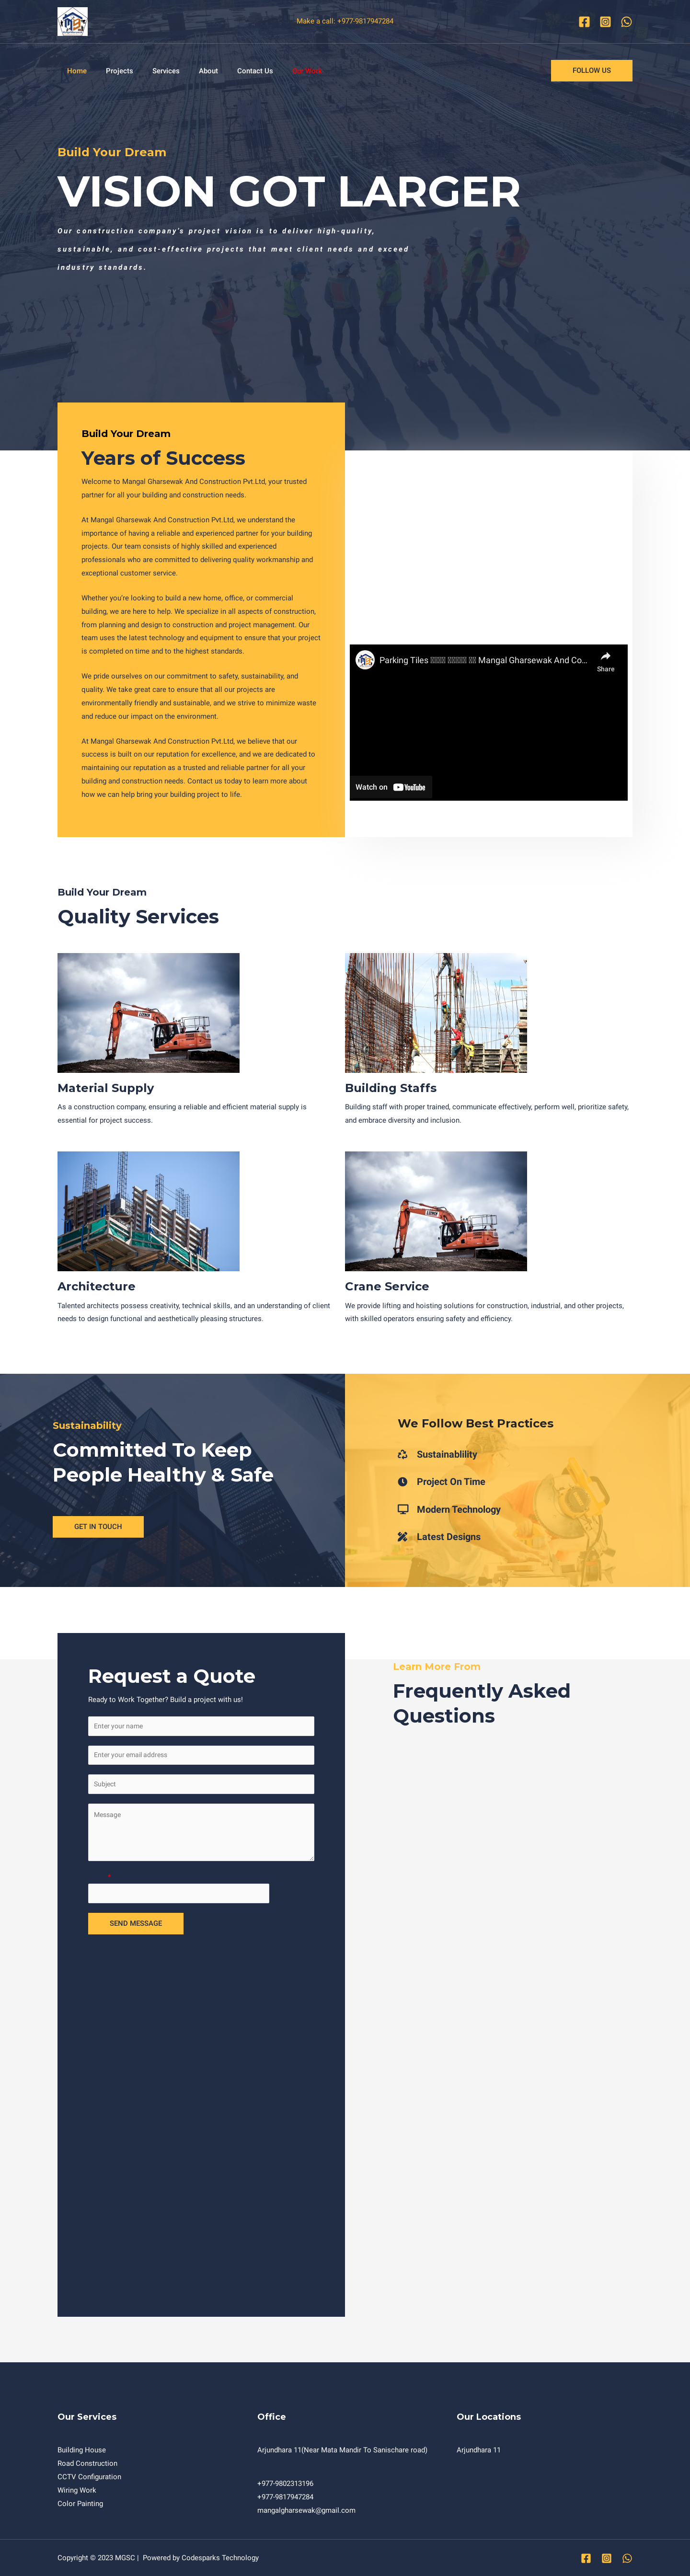 Make a call: +977-9817947284
Home
Projects
Services
About
Contact Us
Our Work
FOLLOW US
Build Your Dream
VISION GOT LARGER
Our construction company's project vision is to deliver high-quality,
sustainable, and cost-effective projects that meet client needs and exceed
industry standards.
Build Your Dream
Years of Success
Welcome to Mangal Gharsewak And Construction Pvt.Ltd, your trusted
partner for all your building and construction needs.
At Mangal Gharsewak And Construction Pvt.Ltd, we understand the
importance of having a reliable and experienced partner for your building
projects. Our team consists of highly skilled and experienced
professionals who are committed to delivering quality workmanship and
exceptional customer service.
Whether you're looking to build a new home, office, or commercial
building, we are here to help. We specialize in all aspects of construction,
from planning and design to construction and project management. Our
team uses the latest technology and equipment to ensure that your project
is completed on time and to the highest standards.
We pride ourselves on our commitment to safety, sustainability, and
quality. We take great care to ensure that all our projects are
environmentally friendly and sustainable, and we strive to minimize waste
and reduce our impact on the environment.
At Mangal Gharsewak And Construction Pvt.Ltd, we believe that our
success is built on our reputation for excellence, and we are dedicated to
maintaining our reputation as a trusted and reliable partner for all your
building and construction needs. Contact us today to learn more about
how we can help bring your building project to life.
Parking Tiles Mangal Gharsewak And Co...
Share
Watch on YouTube
Build Your Dream
Quality Services
Material Supply
As a construction company, ensuring a reliable and efficient material supply is
essential for project success.
Building Staffs
Building staff with proper trained, communicate effectively, perform well, prioritize safety,
and embrace diversity and inclusion.
Architecture
Talented architects possess creativity, technical skills, and an understanding of client
needs to design functional and aesthetically pleasing structures.
Crane Service
We provide lifting and hoisting solutions for construction, industrial, and other projects,
with skilled operators ensuring safety and efficiency.
Sustainability
Committed To Keep
People Healthy & Safe
GET IN TOUCH
We Follow Best Practices
Sustainablility
Project On Time
Modern Technology
Latest Designs
Request a Quote
Ready to Work Together? Build a project with us!
Enter your name
Enter your email address
Subject
Message
*
SEND MESSAGE
Learn More From
Frequently Asked
Questions
Our Services
Building House
Road Construction
CCTV Configuration
Wiring Work
Color Painting
Office
Arjundhara 11(Near Mata Mandir To Sanischare road)
+977-9802313196
+977-9817947284
mangalgharsewak@gmail.com
Our Locations
Arjundhara 11
Copyright © 2023 MGSC | Powered by Codesparks Technology